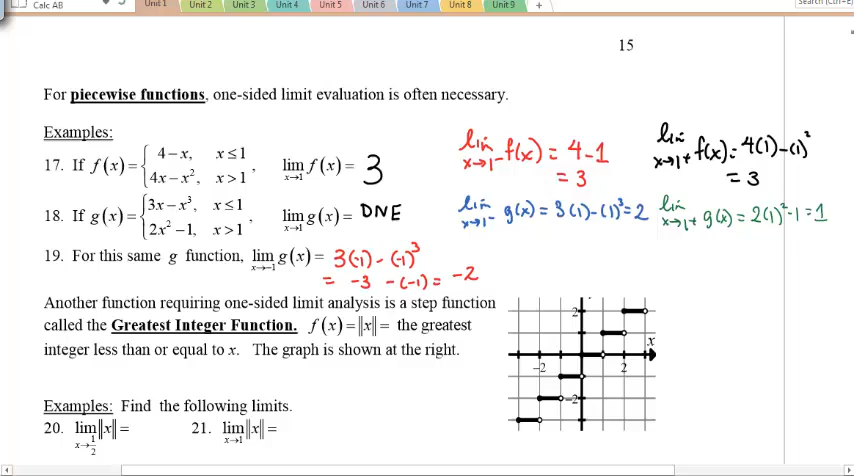 Calc AB Unit 1 Unit 2 Unit 3 Unit 4 Unit 5 Unit 6 Unit 7 Unit 8 Unit 9 + Search (Ctrl+E)
15
For piecewise functions, one-sided limit evaluation is often necessary.
Examples:
17. If f(x) = { 4 − x, x ≤ 1
4x − x², x > 1 , lim x→1 f(x) = 3
lim x→1⁻ f(x) = 4 − 1
= 3
lim x→1⁺ f(x) = 4(1) − (1)²
= 3
18. If g(x) = { 3x − x³, x ≤ 1
2x² − 1, x > 1 , lim x→1 g(x) = DNE
lim x→1⁻ g(x) = 3(1) − (1)³ = 2
lim x→1⁺ g(x) = 2(1)² − 1 = 1
19. For this same g function, lim x→−1 g(x) = 3(-1) − (-1)³
= -3 - (-1) = -2
Another function requiring one-sided limit analysis is a step function
called the Greatest Integer Function. f(x) = ‖x‖ = the greatest
integer less than or equal to x. The graph is shown at the right.
2
x
−2 2
−2
Examples: Find the following limits.
20. lim x→1/2 ‖x‖ = 21. lim x→1 ‖x‖ =